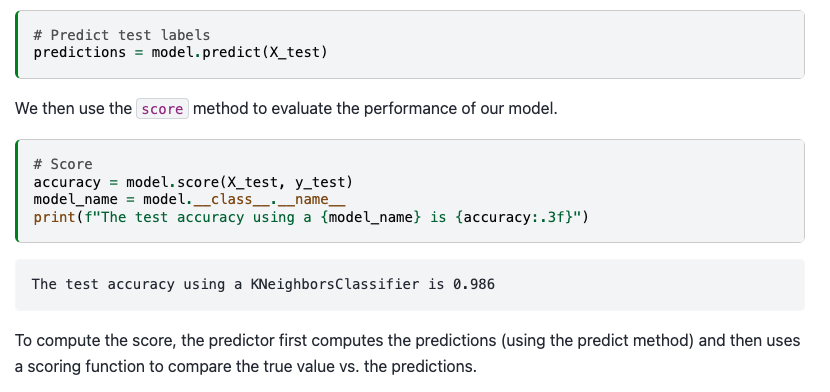 # Predict test labels
predictions = model.predict(X_test)
We then use the score method to evaluate the performance of our model.
# Score
accuracy = model.score(X_test, y_test)
model_name = model.__class__.__name__
print(f"The test accuracy using a {model_name} is {accuracy:.3f}")
The test accuracy using a KNeighborsClassifier is 0.986
To compute the score, the predictor first computes the predictions (using the predict method) and then uses
a scoring function to compare the true value vs. the predictions.